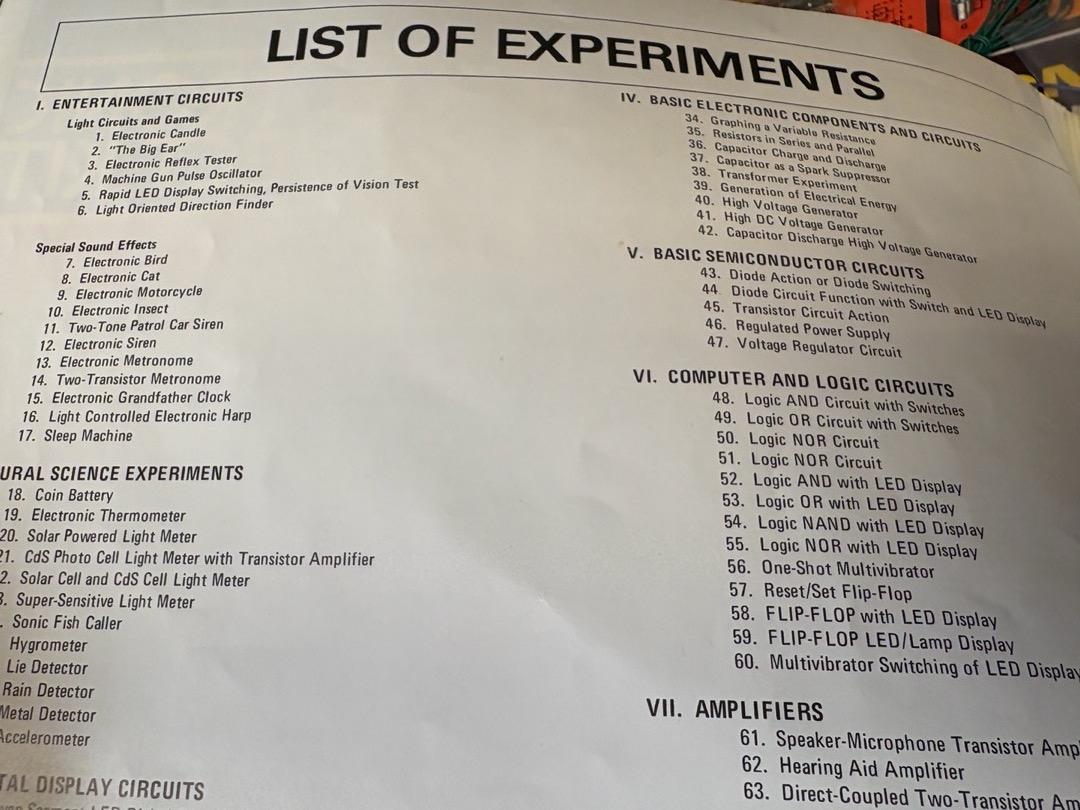 LIST OF EXPERIMENTS
I. ENTERTAINMENT CIRCUITS
Light Circuits and Games
1. Electronic Candle
2. "The Big Ear"
3. Electronic Reflex Tester
4. Machine Gun Pulse Oscillator
5. Rapid LED Display Switching, Persistence of Vision Test
6. Light Oriented Direction Finder
Special Sound Effects
7. Electronic Bird
8. Electronic Cat
9. Electronic Motorcycle
10. Electronic Insect
11. Two-Tone Patrol Car Siren
12. Electronic Siren
13. Electronic Metronome
14. Two-Transistor Metronome
15. Electronic Grandfather Clock
16. Light Controlled Electronic Harp
17. Sleep Machine
URAL SCIENCE EXPERIMENTS
18. Coin Battery
19. Electronic Thermometer
20. Solar Powered Light Meter
21. CdS Photo Cell Light Meter with Transistor Amplifier
2. Solar Cell and CdS Cell Light Meter
3. Super-Sensitive Light Meter
. Sonic Fish Caller
Hygrometer
Lie Detector
Rain Detector
Metal Detector
Accelerometer
TAL DISPLAY CIRCUITS
IV. BASIC ELECTRONIC COMPONENTS AND CIRCUITS
34. Graphing a Variable Resistance
35. Resistors in Series and Parallel
36. Capacitor Charge and Discharge
37. Capacitor as a Spark Suppressor
38. Transformer Experiment
39. Generation of Electrical Energy
40. High Voltage Generator
41. High DC Voltage Generator
42. Capacitor Discharge High Voltage Generator
V. BASIC SEMICONDUCTOR CIRCUITS
43. Diode Action or Diode Switching
44. Diode Circuit Function with Switch and LED Display
45. Transistor Circuit Action
46. Regulated Power Supply
47. Voltage Regulator Circuit
VI. COMPUTER AND LOGIC CIRCUITS
48. Logic AND Circuit with Switches
49. Logic OR Circuit with Switches
50. Logic NOR Circuit
51. Logic NOR Circuit
52. Logic AND with LED Display
53. Logic OR with LED Display
54. Logic NAND with LED Display
55. Logic NOR with LED Display
56. One-Shot Multivibrator
57. Reset/Set Flip-Flop
58. FLIP-FLOP with LED Display
59. FLIP-FLOP LED/Lamp Display
60. Multivibrator Switching of LED Display
VII. AMPLIFIERS
61. Speaker-Microphone Transistor Amp
62. Hearing Aid Amplifier
63. Direct-Coupled Two-Transistor Am